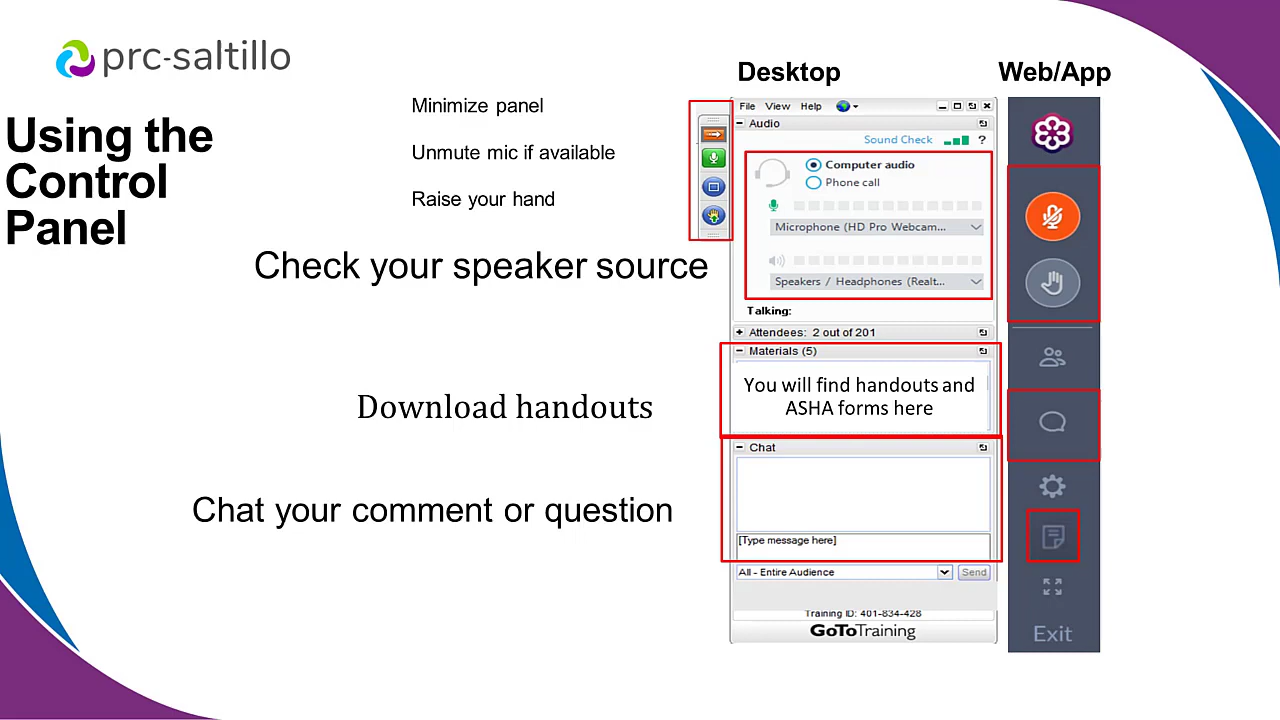 prc-saltillo
Using the
Control
Panel
Minimize panel
Unmute mic if available
Raise your hand
Check your speaker source
Download handouts
Chat your comment or question
Desktop
File View Help
Audio
Sound Check ?
Computer audio
Phone call
Microphone (HD Pro Webcam...
Speakers / Headphones (Realt...
Talking:
Attendees: 2 out of 201
Materials (5)
You will find handouts and
ASHA forms here
Chat
[Type message here]
All - Entire Audience
Send
Training ID: 401-834-428
GoToTraining
Web/App
Exit